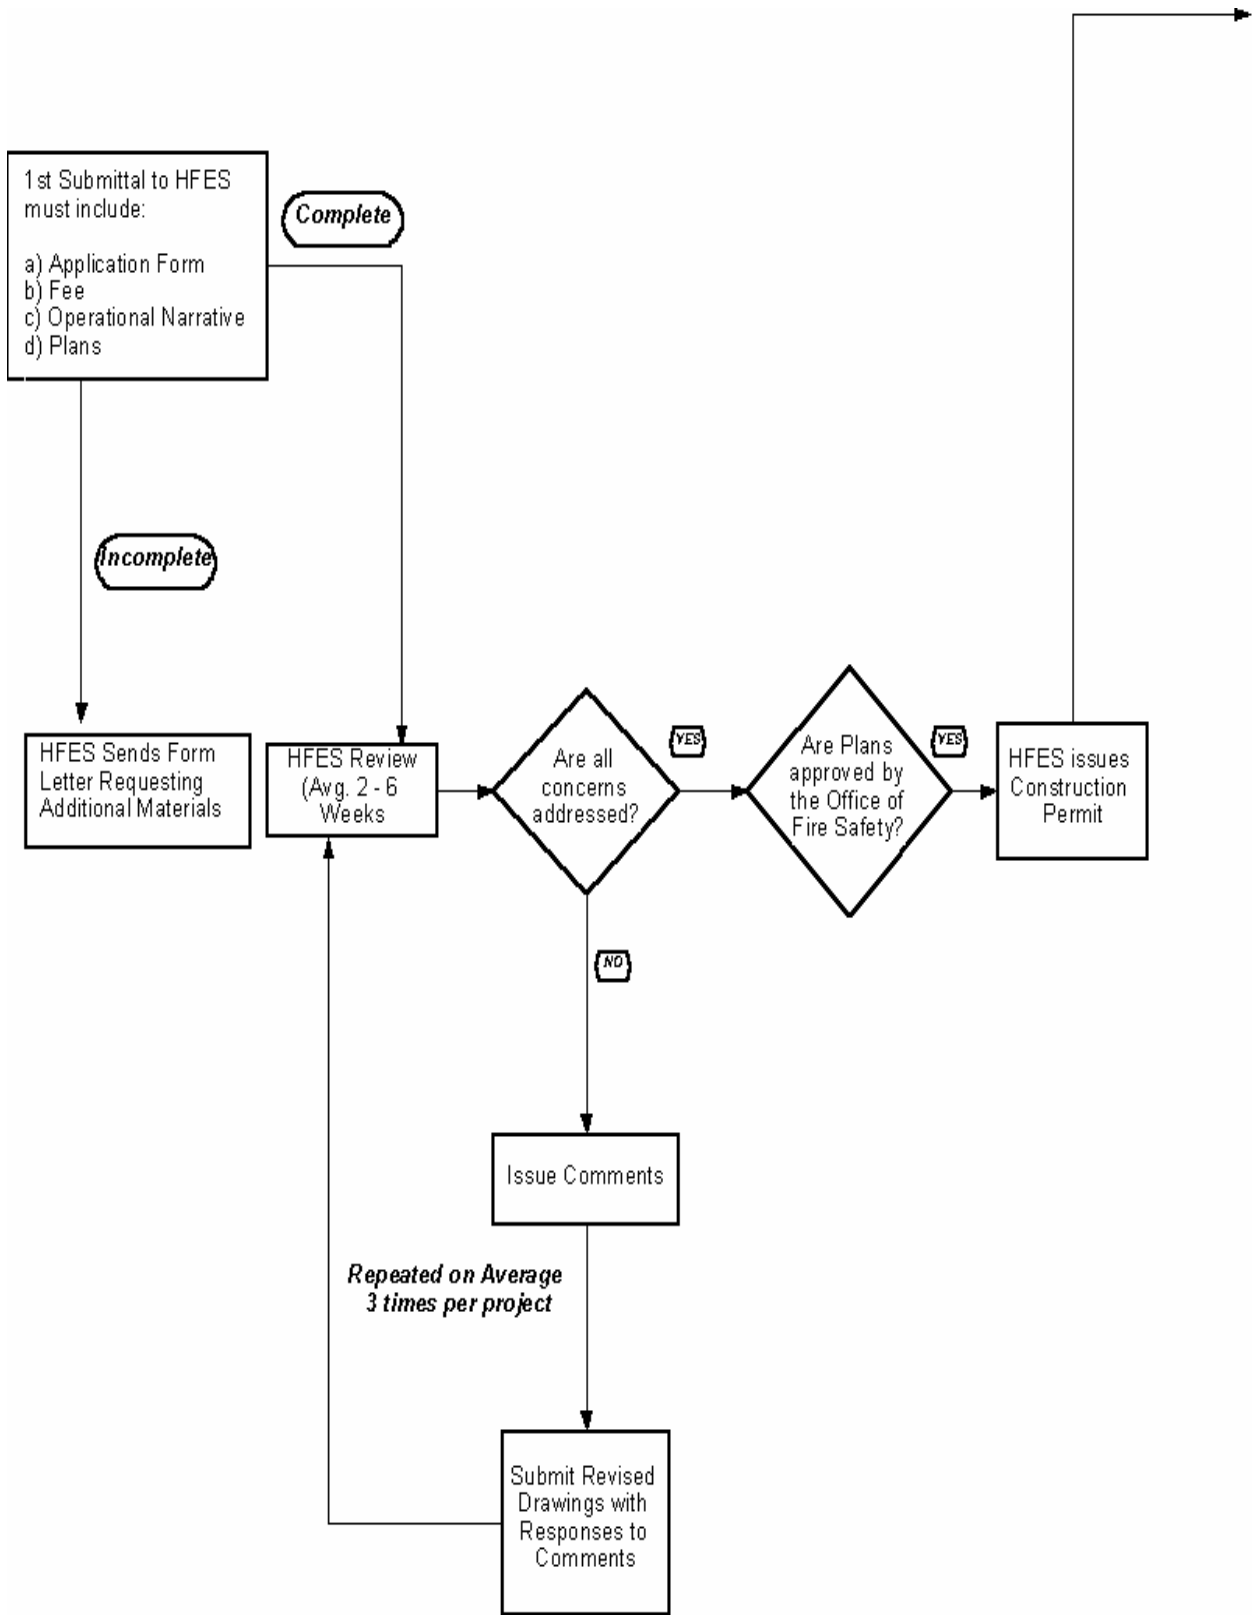 1st Submittal to HFES
must include:
a) Application Form
b) Fee
c) Operational Narrative
d) Plans
Complete
Incomplete
HFES Sends Form
Letter Requesting
Additional Materials
HFES Review
(Avg. 2 - 6
Weeks
Are all
concerns
addressed?
YES
Are Plans
approved by
the Office of
Fire Safety?
YES
HFES issues
Construction
Permit
NO
Issue Comments
Repeated on Average
3 times per project
Submit Revised
Drawings with
Responses to
Comments